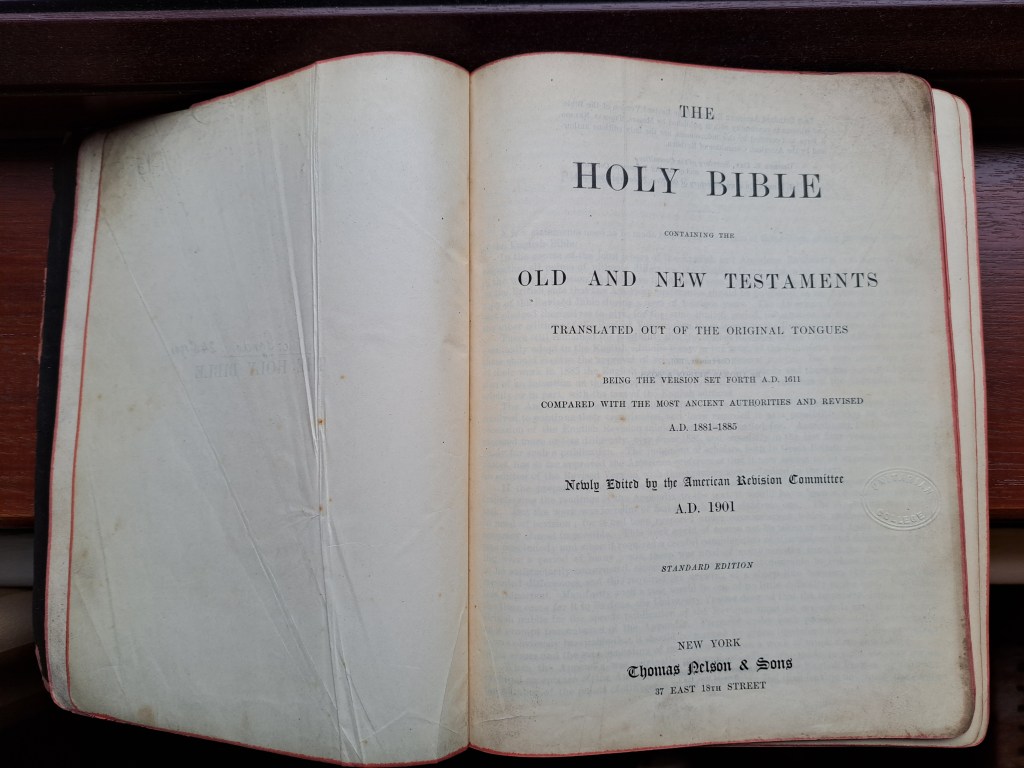 THE
HOLY BIBLE
CONTAINING THE
OLD AND NEW TESTAMENTS
TRANSLATED OUT OF THE ORIGINAL TONGUES
BEING THE VERSION SET FORTH A.D. 1611
COMPARED WITH THE MOST ANCIENT AUTHORITIES AND REVISED
A.D. 1881–1885
Newly Edited by the American Revision Committee
A.D. 1901
COLLEGE
STANDARD EDITION
NEW YORK
Thomas Nelson & Sons
37 EAST 18TH STREET